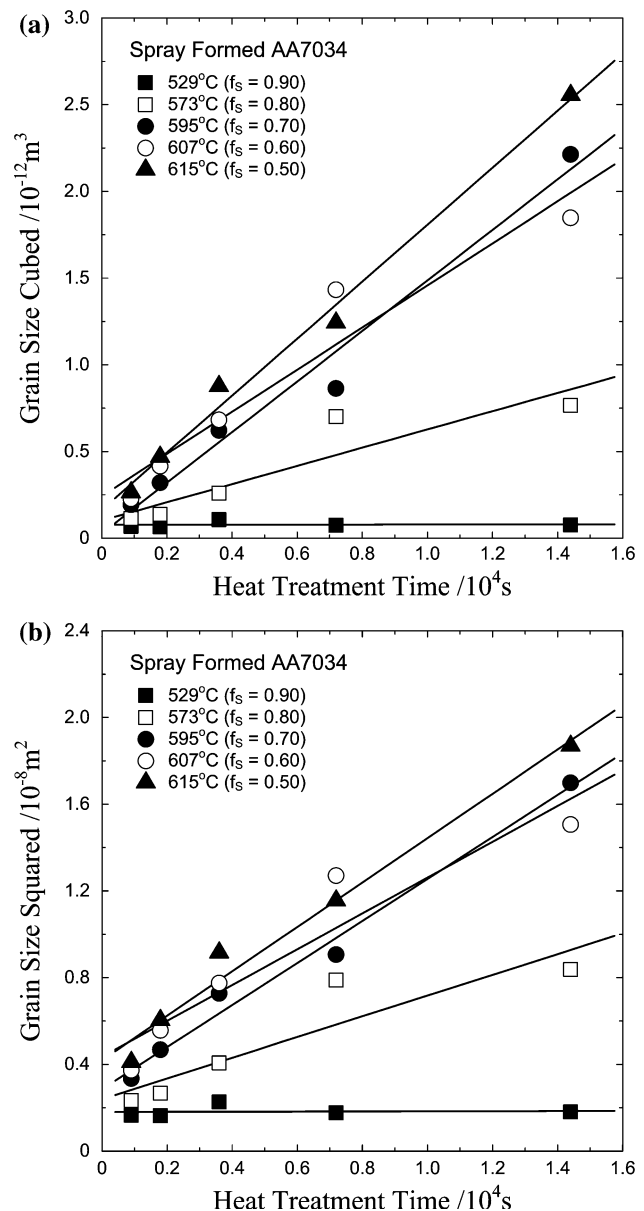 (a)
3.0
2.5
2.0
1.5
1.0
0.5
0
Grain Size Cubed /10⁻¹²m³
Spray Formed AA7034
529°C (fₛ = 0.90)
573°C (fₛ = 0.80)
595°C (fₛ = 0.70)
607°C (fₛ = 0.60)
615°C (fₛ = 0.50)
0 0.2 0.4 0.6 0.8 1.0 1.2 1.4 1.6
Heat Treatment Time /10⁴s
(b)
2.4
2.0
1.6
1.2
0.8
0.4
0
Grain Size Squared /10⁻⁸m²
Spray Formed AA7034
529°C (fₛ = 0.90)
573°C (fₛ = 0.80)
595°C (fₛ = 0.70)
607°C (fₛ = 0.60)
615°C (fₛ = 0.50)
0 0.2 0.4 0.6 0.8 1.0 1.2 1.4 1.6
Heat Treatment Time /10⁴s